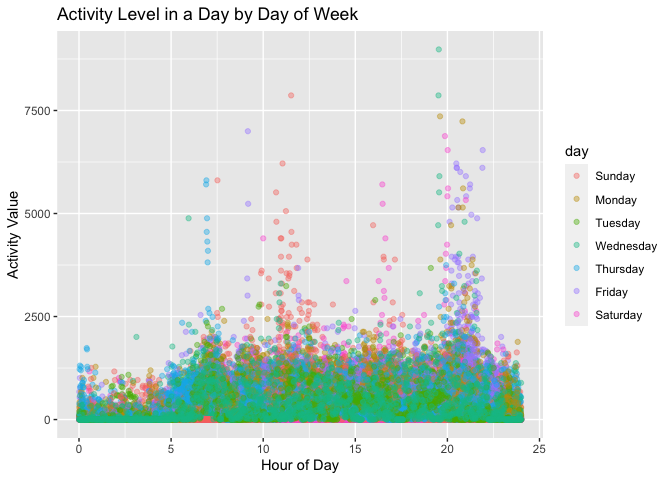 Activity Level in a Day by Day of Week
7500
5000
2500
0
Activity Value
0 5 10 15 20 25
Hour of Day
day
Sunday
Monday
Tuesday
Wednesday
Thursday
Friday
Saturday